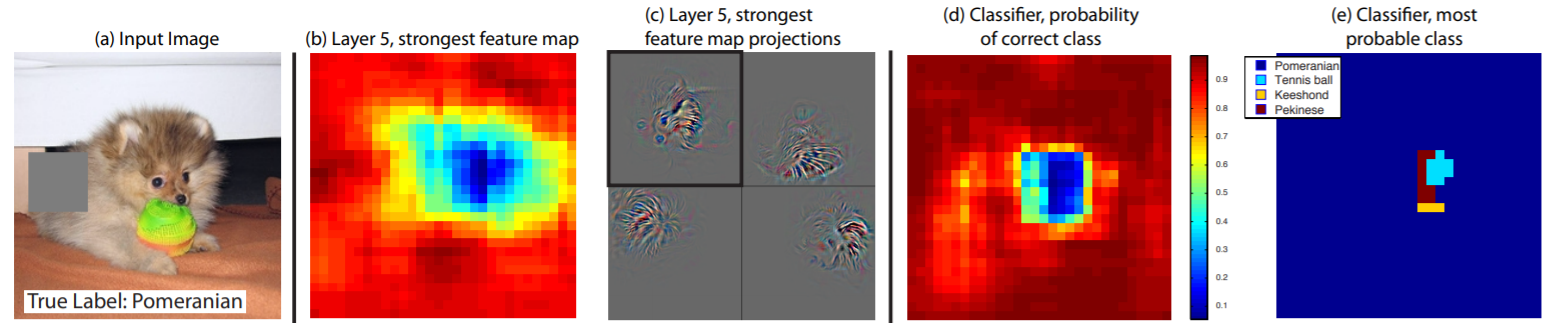 (a) Input Image
(b) Layer 5, strongest feature map
(c) Layer 5, strongest
feature map projections
(d) Classifier, probability
of correct class
(e) Classifier, most
probable class
True Label: Pomeranian
0.9
0.8
0.7
0.6
0.5
0.4
0.3
0.2
0.1
Pomeranian
Tennis ball
Keeshond
Pekinese